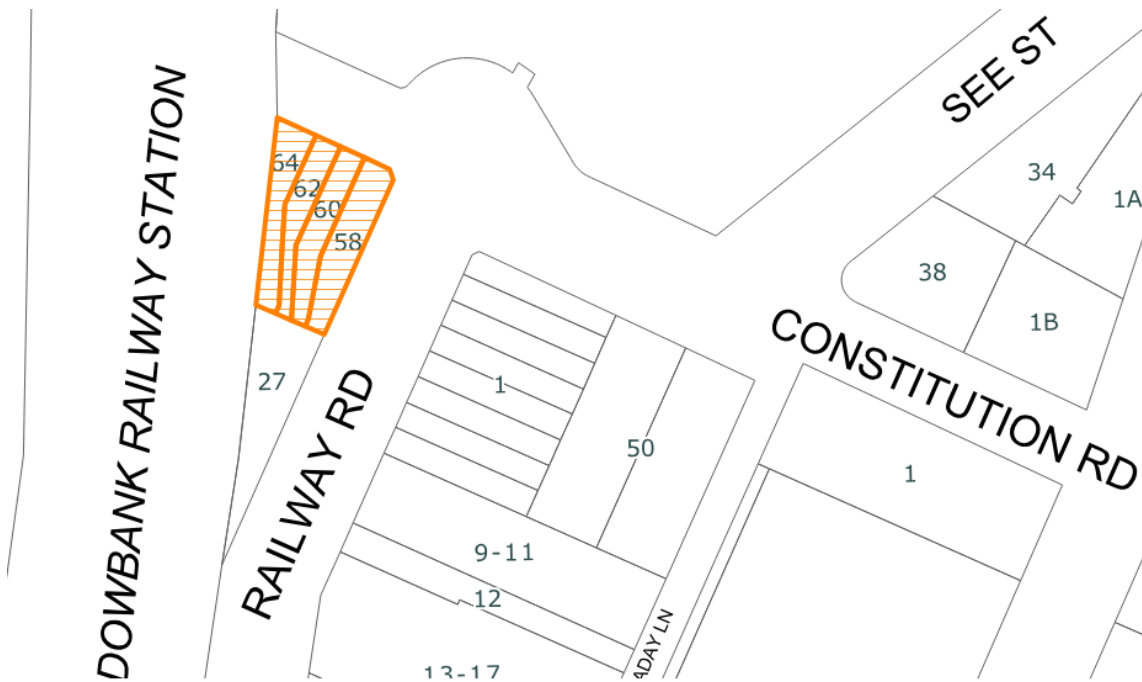 SEE ST
DOWBANK RAILWAY STATION
64
62
60
58
34
1A
38
1B
CONSTITUTION RD
27
RAILWAY RD
1
50
1
9-11
12
13-17
ADAY LN